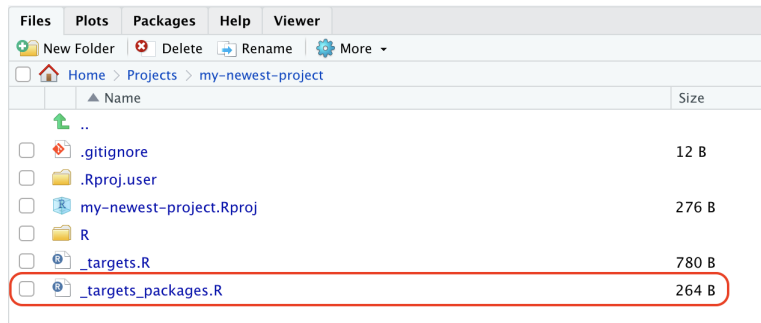 Files Plots Packages Help Viewer
New Folder Delete Rename More
Home Projects my-newest-project
Name Size
..
.gitignore 12 B
.Rproj.user
my-newest-project.Rproj 276 B
R
_targets.R 780 B
_targets_packages.R 264 B